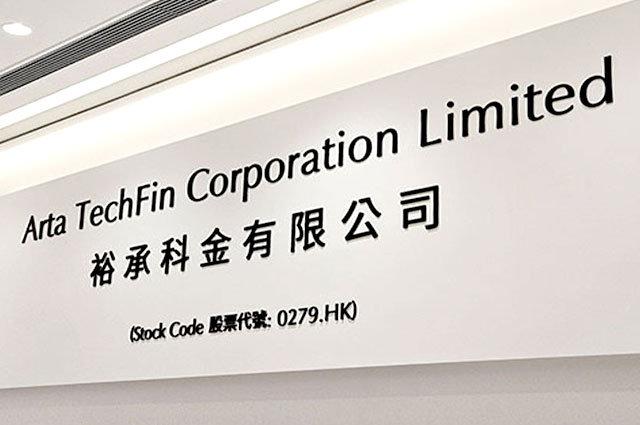 Arta TechFin Corporation Limited
裕承科金有限公司
(Stock Code 股票代號: 0279.HK)